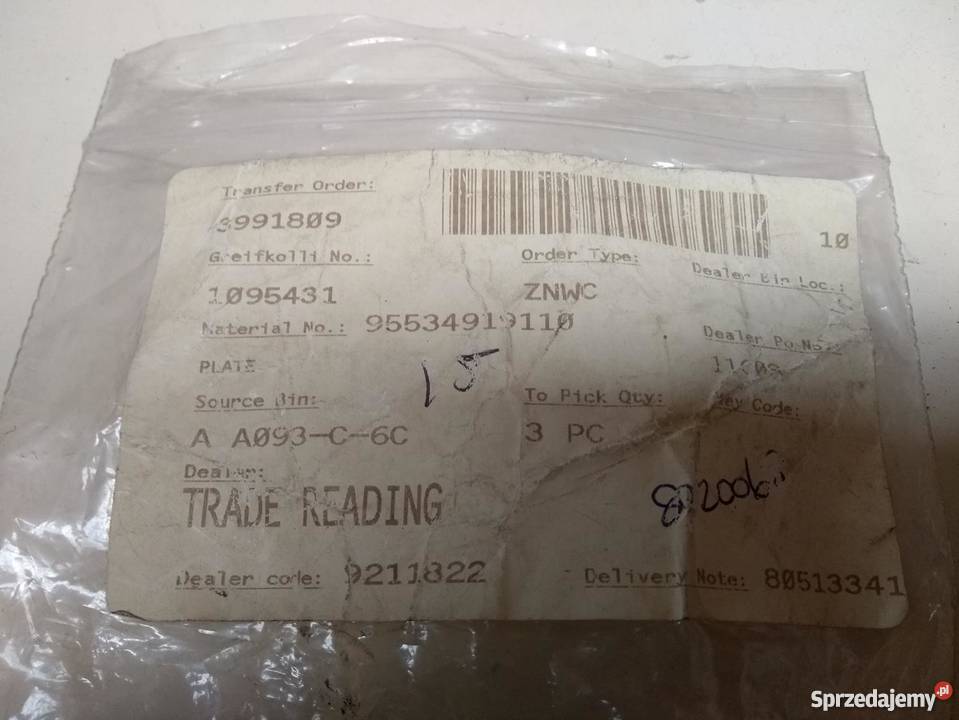 Transfer Order:
3991809
10
Greifkolli No.:
Order Type:
Dealer Bin Loc.:
1095431
ZNWC
Material No.: 95534919110
Dealer Po No.:
PLATE
15
Source Bin:
To Pick Qty:
Key Code:
A A093-C-6C
3 PC
Dealer:
TRADE READING
Dealer code: 9211822
Delivery Note: 80513341
Sprzedajemy.pl